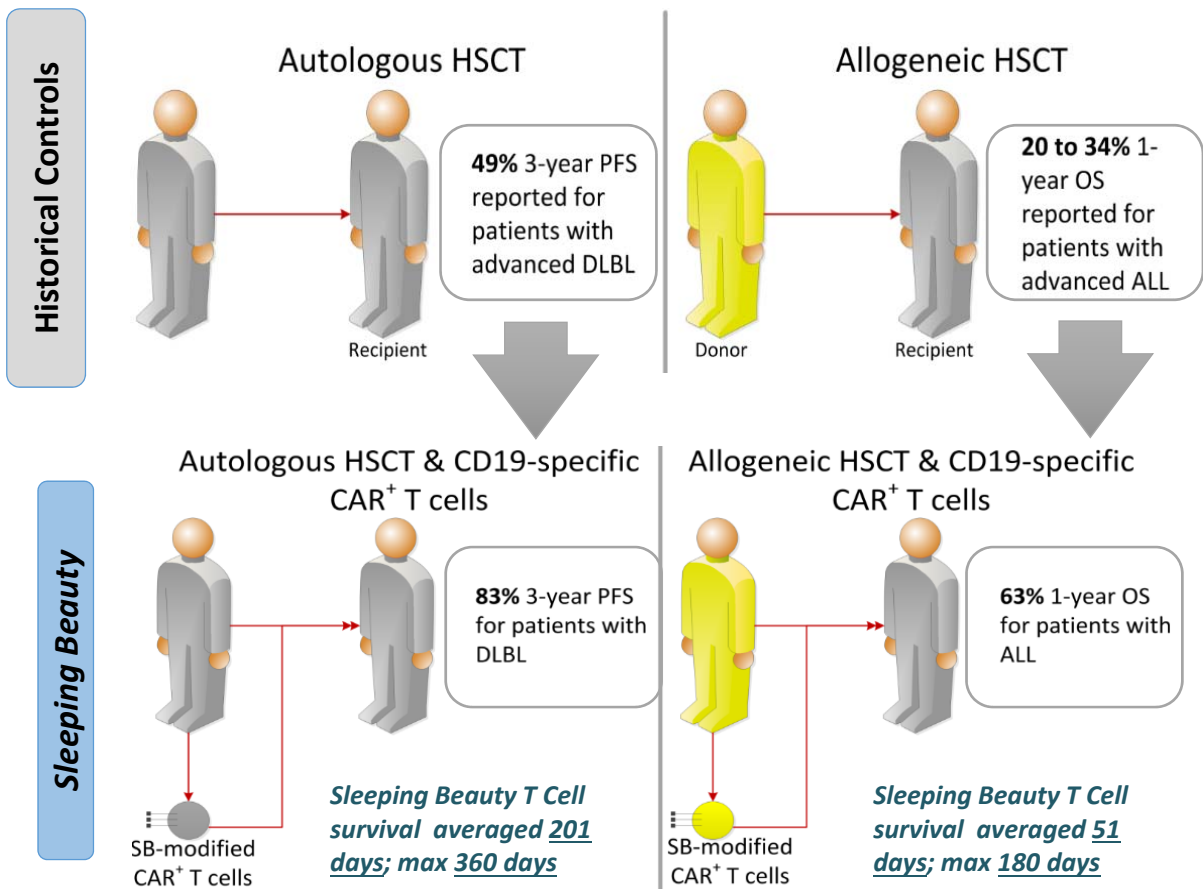 Historical Controls
Autologous HSCT
49% 3-year PFS
reported for
patients with
advanced DLBL
Recipient
Allogeneic HSCT
20 to 34% 1-
year OS
reported for
patients with
advanced ALL
Donor
Recipient
Sleeping Beauty
Autologous HSCT & CD19-specific
CAR⁺ T cells
83% 3-year PFS
for patients with
DLBL
SB-modified
CAR⁺ T cells
Sleeping Beauty T Cell
survival averaged 201
days; max 360 days
Allogeneic HSCT & CD19-specific
CAR⁺ T cells
63% 1-year OS
for patients with
ALL
SB-modified
CAR⁺ T cells
Sleeping Beauty T Cell
survival averaged 51
days; max 180 days